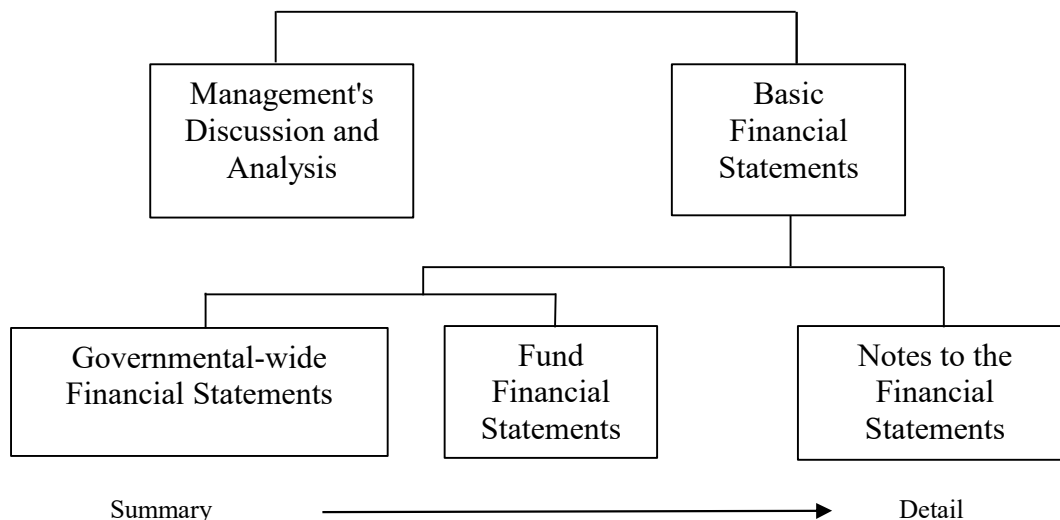 Management's
Discussion and
Analysis
Basic
Financial
Statements
Governmental-wide
Financial Statements
Fund
Financial
Statements
Notes to the
Financial
Statements
Summary
Detail